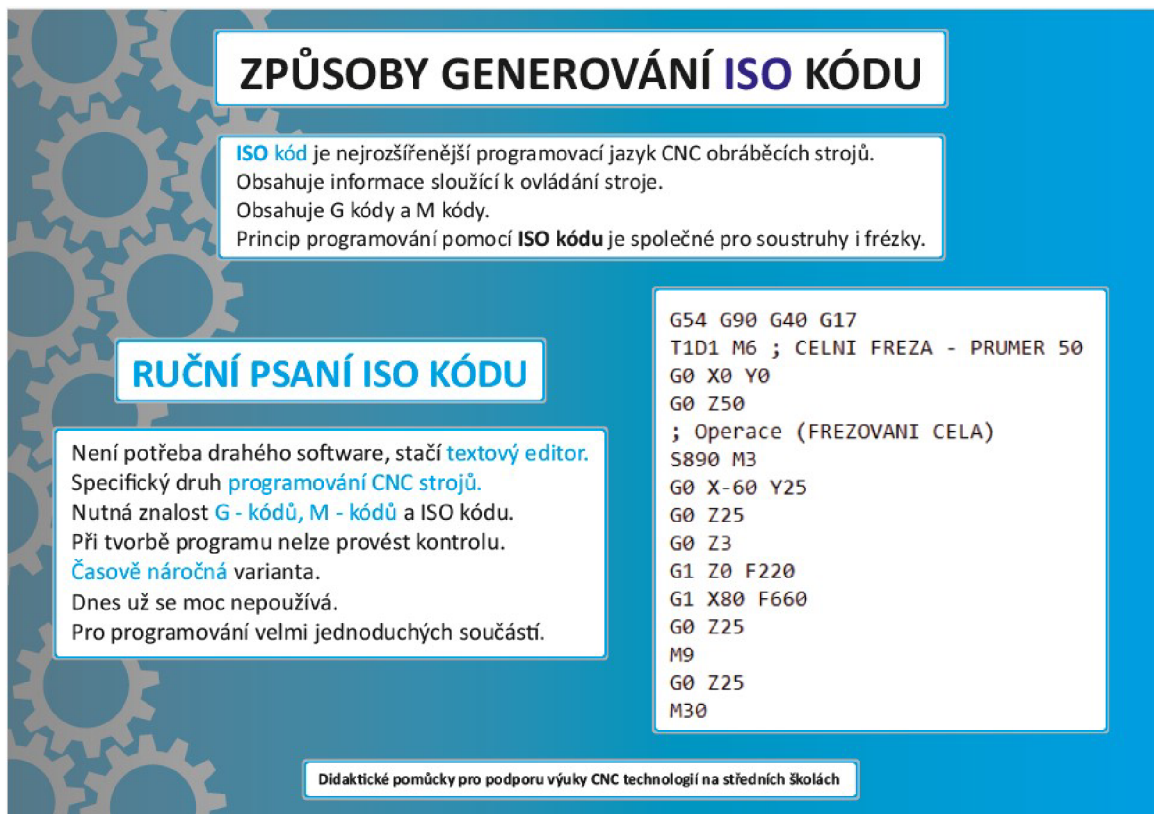 ZPŮSOBY GENEROVÁNÍ ISO KÓDU
ISO kód je nejrozšířenější programovací jazyk CNC obráběcích strojů.
Obsahuje informace sloužící k ovládání stroje.
Obsahuje G kódy a M kódy.
Princip programování pomocí ISO kódu je společné pro soustruhy i frézky.
RUČNÍ PSANÍ ISO KÓDU
Není potřeba drahého software, stačí textový editor.
Specifický druh programování CNC strojů.
Nutná znalost G - kódů, M - kódů a ISO kódu.
Při tvorbě programu nelze provést kontrolu.
Časově náročná varianta.
Dnes už se moc nepoužívá.
Pro programování velmi jednoduchých součástí.
G54 G90 G40 G17
T1D1 M6 ; CELNI FREZA - PRUMER 50
G0 X0 Y0
G0 Z50
; Operace (FREZOVANI CELA)
S890 M3
G0 X-60 Y25
G0 Z25
G0 Z3
G1 Z0 F220
G1 X80 F660
G0 Z25
M9
G0 Z25
M30
Didaktické pomůcky pro podporu výuky CNC technologií na středních školách